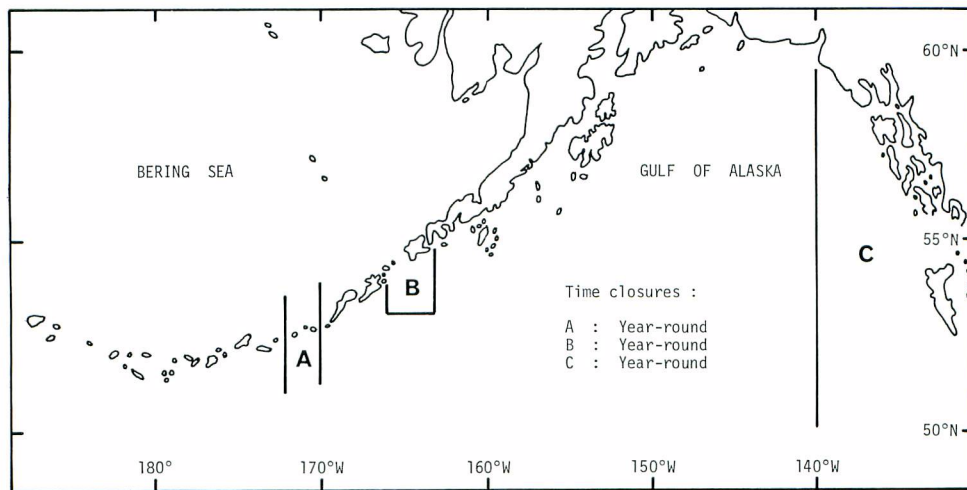 60°N
BERING SEA
GULF OF ALASKA
55°N
C
B
Time closures :
A : Year-round
B : Year-round
C : Year-round
A
50°N
180°
170°W
160°W
150°W
140°W